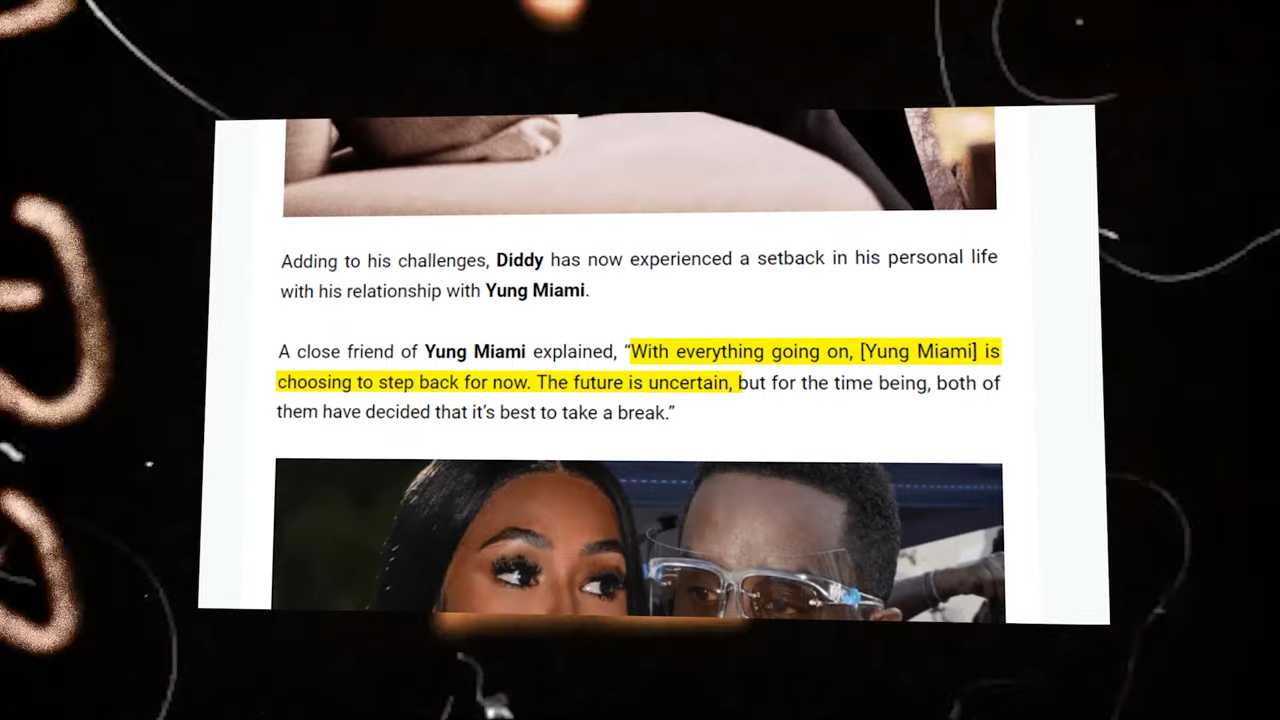 Adding to his challenges, Diddy has now experienced a setback in his personal life
with his relationship with Yung Miami.
A close friend of Yung Miami explained, “With everything going on, [Yung Miami] is
choosing to step back for now. The future is uncertain, but for the time being, both of
them have decided that it’s best to take a break.”